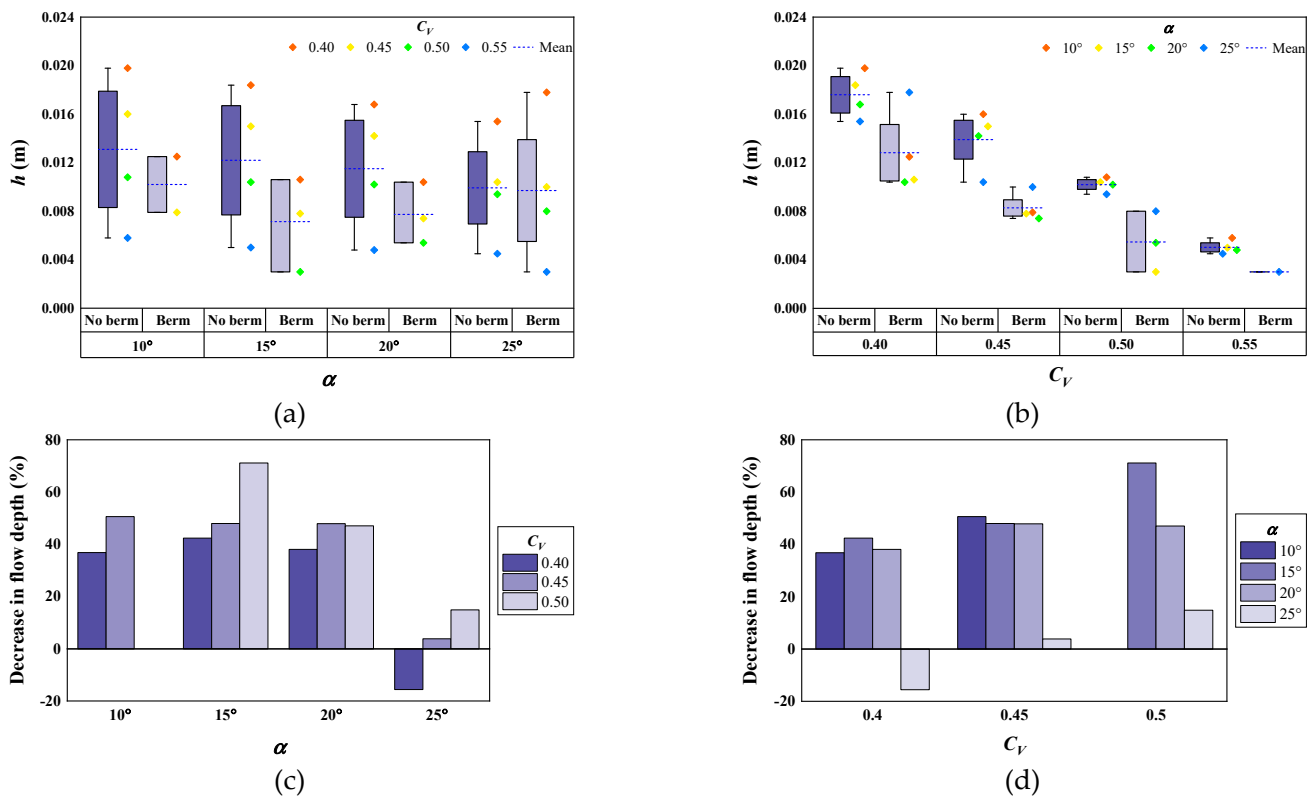 C_V
0.40 0.45 0.50 0.55 Mean
h (m)
0.024
0.020
0.016
0.012
0.008
0.004
0.000
No berm Berm No berm Berm No berm Berm No berm Berm
10° 15° 20° 25°
α
(a)
α
10° 15° 20° 25° Mean
h (m)
0.024
0.020
0.016
0.012
0.008
0.004
0.000
No berm Berm No berm Berm No berm Berm No berm Berm
0.40 0.45 0.50 0.55
C_V
(b)
Decrease in flow depth (%)
80
60
40
20
0
-20
10° 15° 20° 25°
α
C_V
0.40
0.45
0.50
(c)
Decrease in flow depth (%)
80
60
40
20
0
-20
0.4 0.45 0.5
C_V
α
10°
15°
20°
25°
(d)